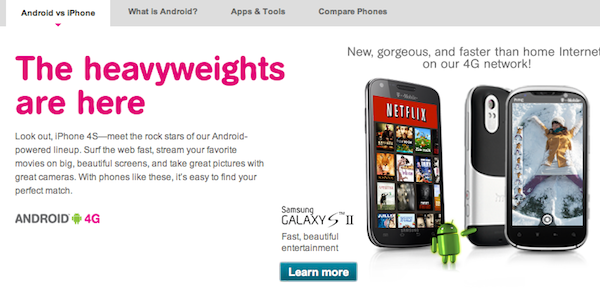 Android vs iPhone
What is Android?
Apps & Tools
Compare Phones
The heavyweights
are here
Look out, iPhone 4S—meet the rock stars of our Android-
powered lineup. Surf the web fast, stream your favorite
movies on big, beautiful screens, and take great pictures with
great cameras. With phones like these, it's easy to find your
perfect match.
ANDROID 4G
New, gorgeous, and faster than home Internet
on our 4G network!
T-Mobile
NETFLIX
SAMSUNG
Samsung
GALAXY S™ II
Fast, beautiful
entertainment
Learn more